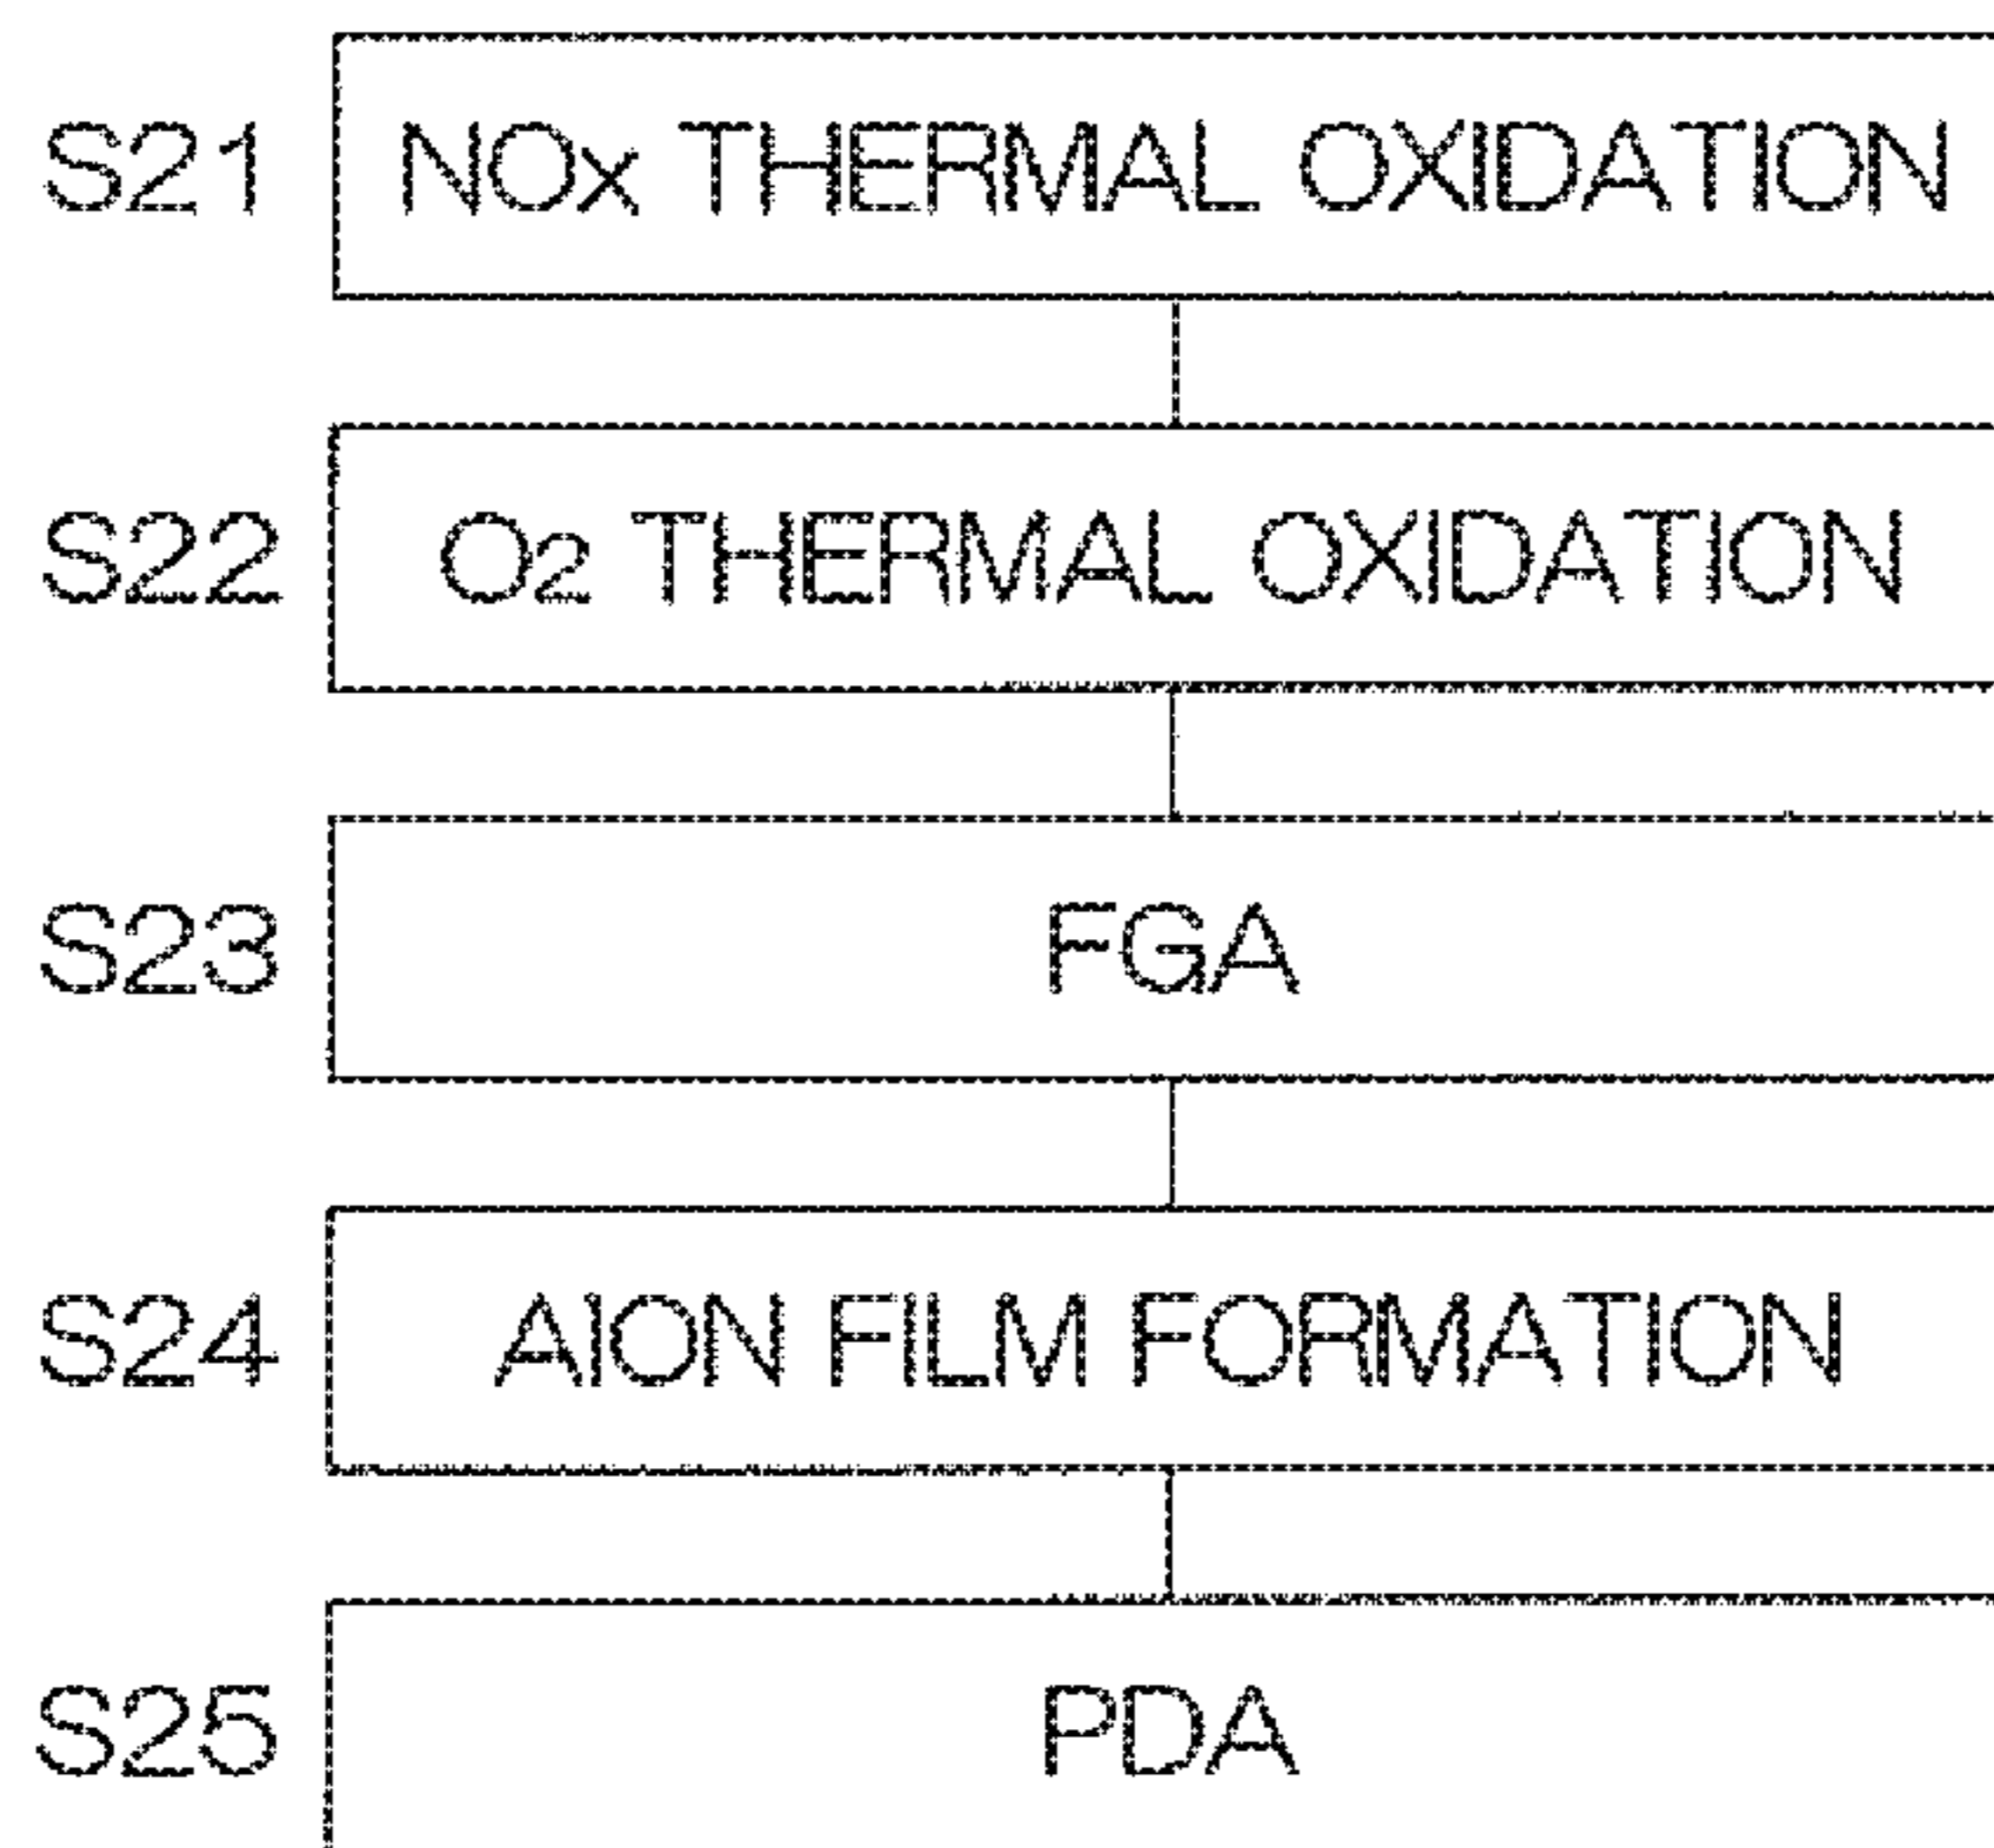 S21 NOx THERMAL OXIDATION
S22 O2 THERMAL OXIDATION
S23 FGA
S24 AlON FILM FORMATION
S25 PDA